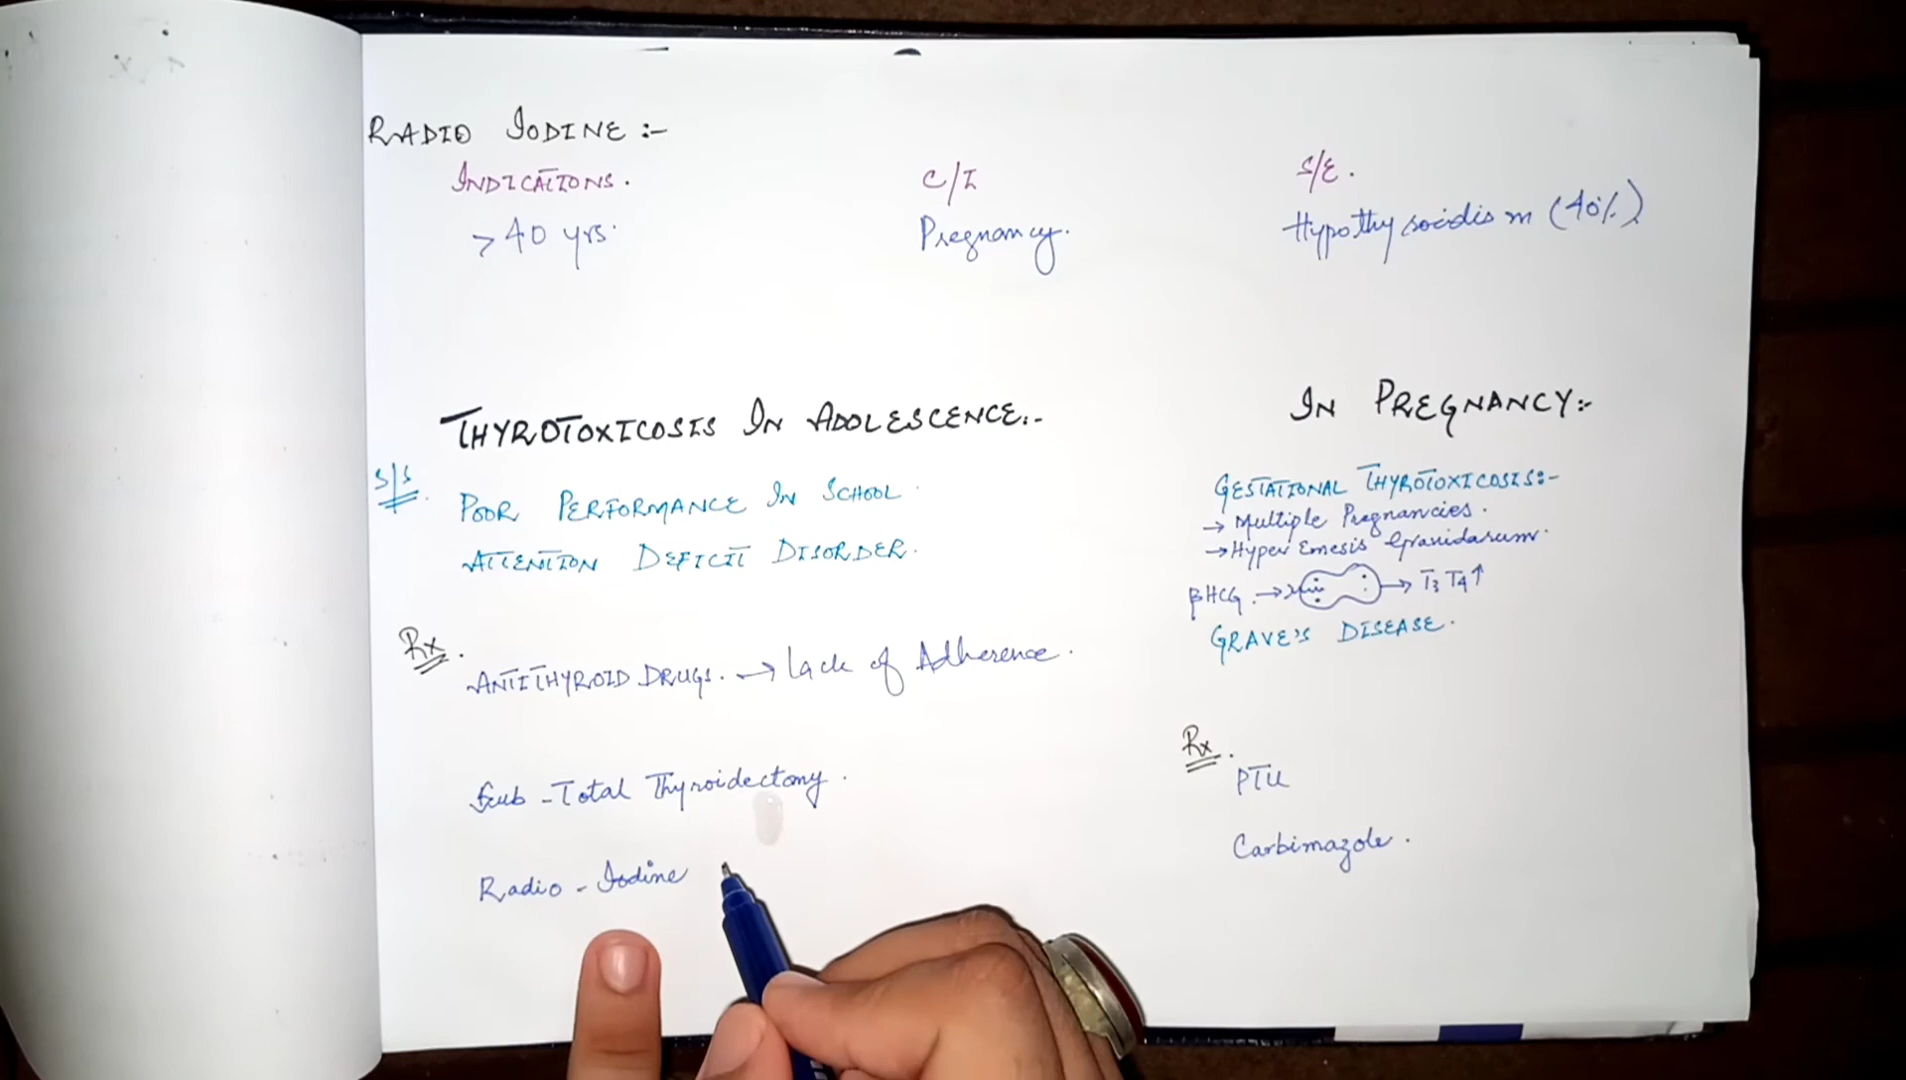 RADIO IODINE :-
INDICATIONS.
> 40 yrs.
C/I
Pregnancy.
S/E.
Hypothyroidism (40%)
THYROTOXICOSIS IN ADOLESCENCE:-
S/S.
POOR PERFORMANCE IN SCHOOL.
ATTENTION DEFICIT DISORDER.
Rx.
ANTITHYROID DRUGS. → Lack of Adherence.
Sub-Total Thyroidectomy.
Radio-Iodine
IN PREGNANCY:-
GESTATIONAL THYROTOXICOSIS:-
→ Multiple Pregnancies.
→ Hyper Emesis Gravidarum.
βHCG. → → T3 T4↑
GRAVE'S DISEASE.
Rx.
PTU
Carbimazole.